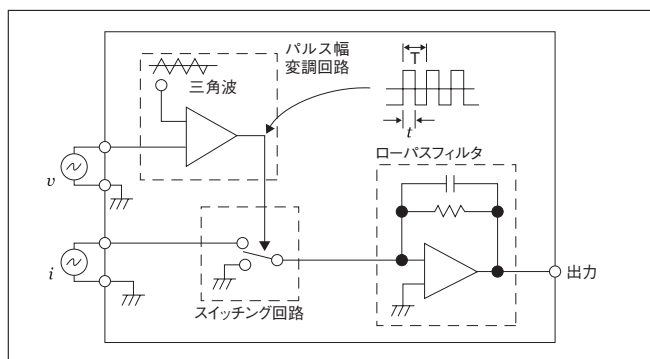 パルス幅
変調回路
三角波
T
t
ローパスフィルタ
v
i
スイッチング回路
出力